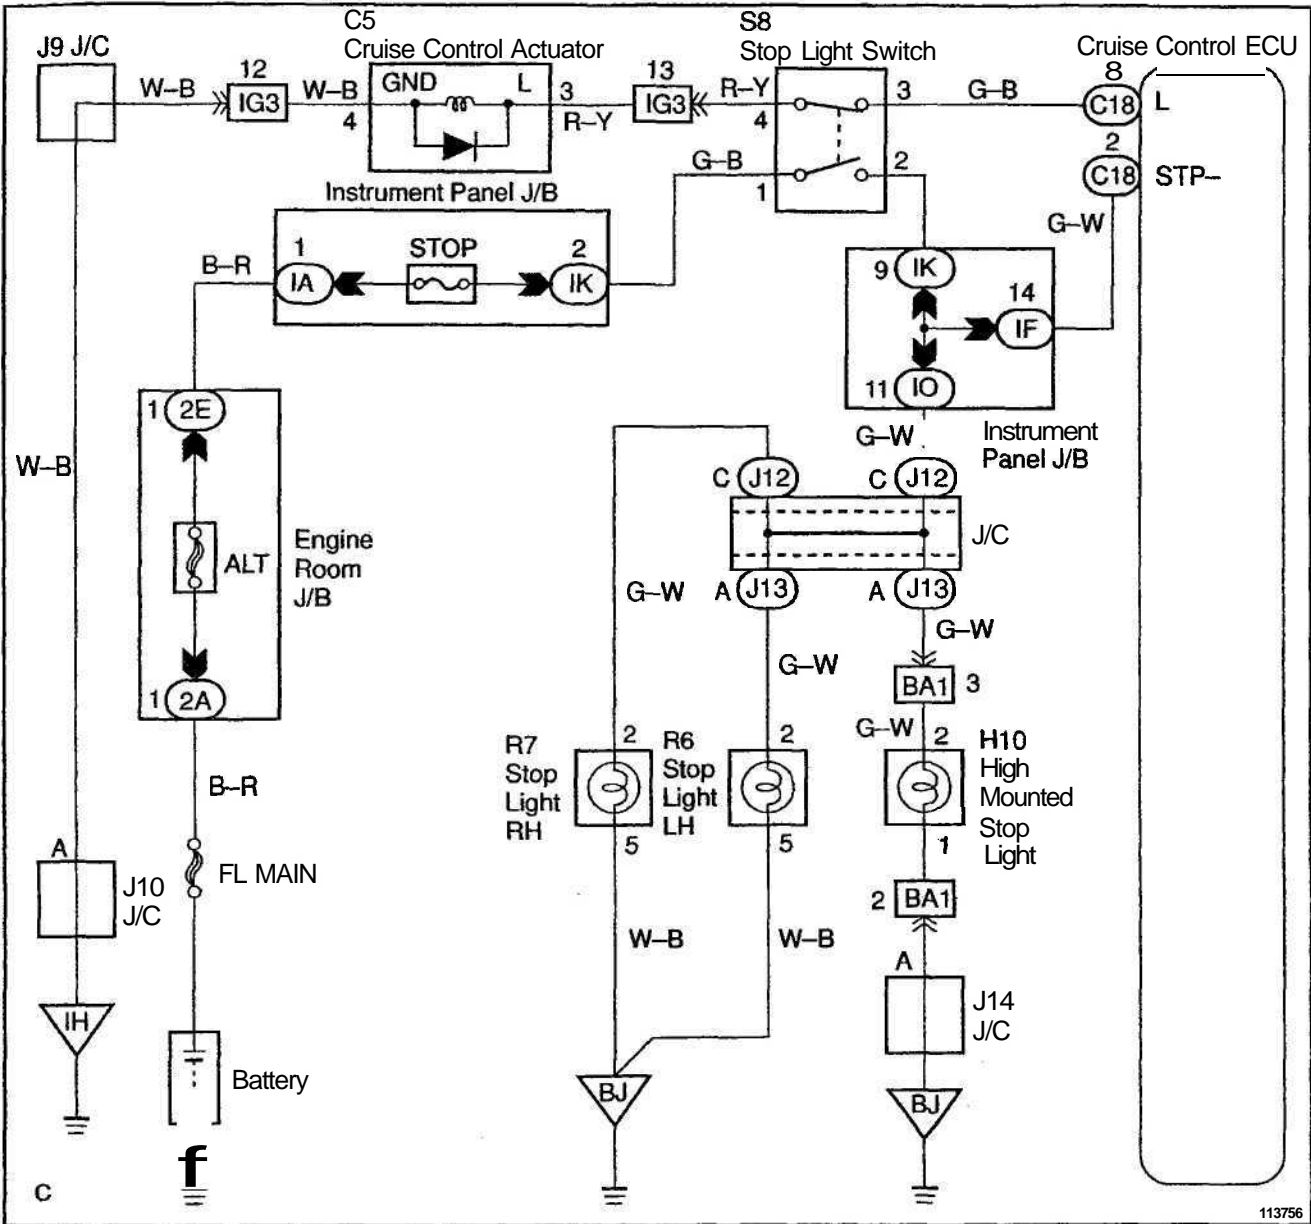 C5
Cruise Control Actuator
S8
Stop Light Switch
Cruise Control ECU
J9 J/C
W–B
12
IG3
W–B
4
GND
L
3
R–Y
13
IG3
R–Y
4
3
G–B
8
C18
L
2
C18
STP–
G–B
1
2
G–W
Instrument Panel J/B
B–R
1
IA
STOP
2
IK
9
IK
14
IF
11
IO
G–W
Instrument
Panel J/B
1
2E
W–B
ALT
Engine
Room
J/B
1
2A
C
J12
C
J12
J/C
G–W
A
J13
A
J13
G–W
G–W
BA1
3
G–W
B–R
R7
Stop
Light
RH
2
5
R6
Stop
Light
LH
2
5
2
1
H10
High
Mounted
Stop
Light
A
J10
J/C
FL MAIN
2
BA1
W–B
W–B
A
J14
J/C
IH
Battery
BJ
BJ
f
C
113756